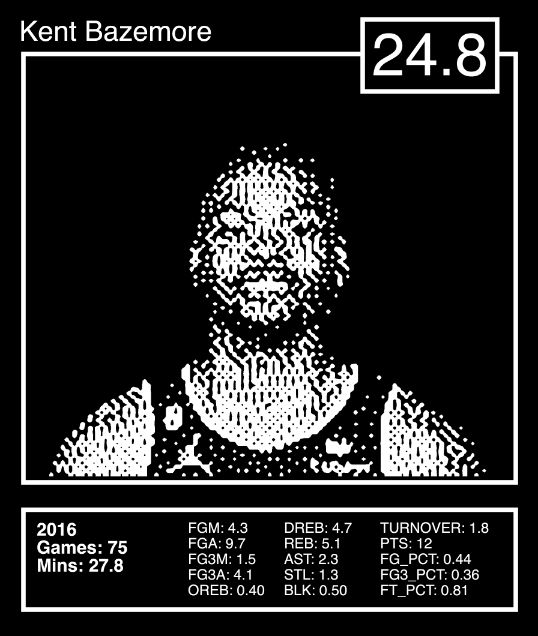 Kent Bazemore
24.8
2016
Games: 75
Mins: 27.8
FGM: 4.3
FGA: 9.7
FG3M: 1.5
FG3A: 4.1
OREB: 0.40
DREB: 4.7
REB: 5.1
AST: 2.3
STL: 1.3
BLK: 0.50
TURNOVER: 1.8
PTS: 12
FG_PCT: 0.44
FG3_PCT: 0.36
FT_PCT: 0.81